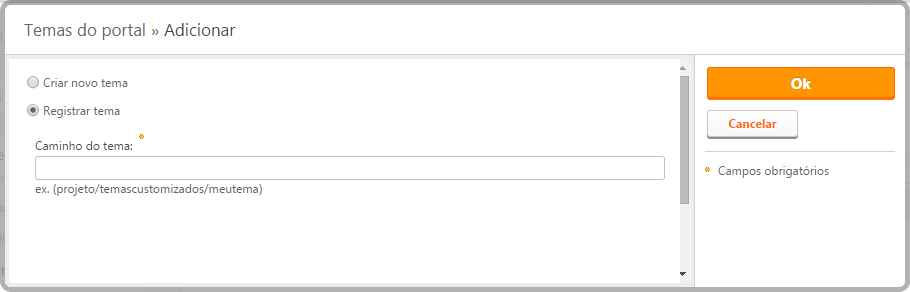 Temas do portal » Adicionar
Criar novo tema
Registrar tema
Caminho do tema: *
ex. (projeto/temascustomizados/meutema)
Ok
Cancelar
* Campos obrigatórios